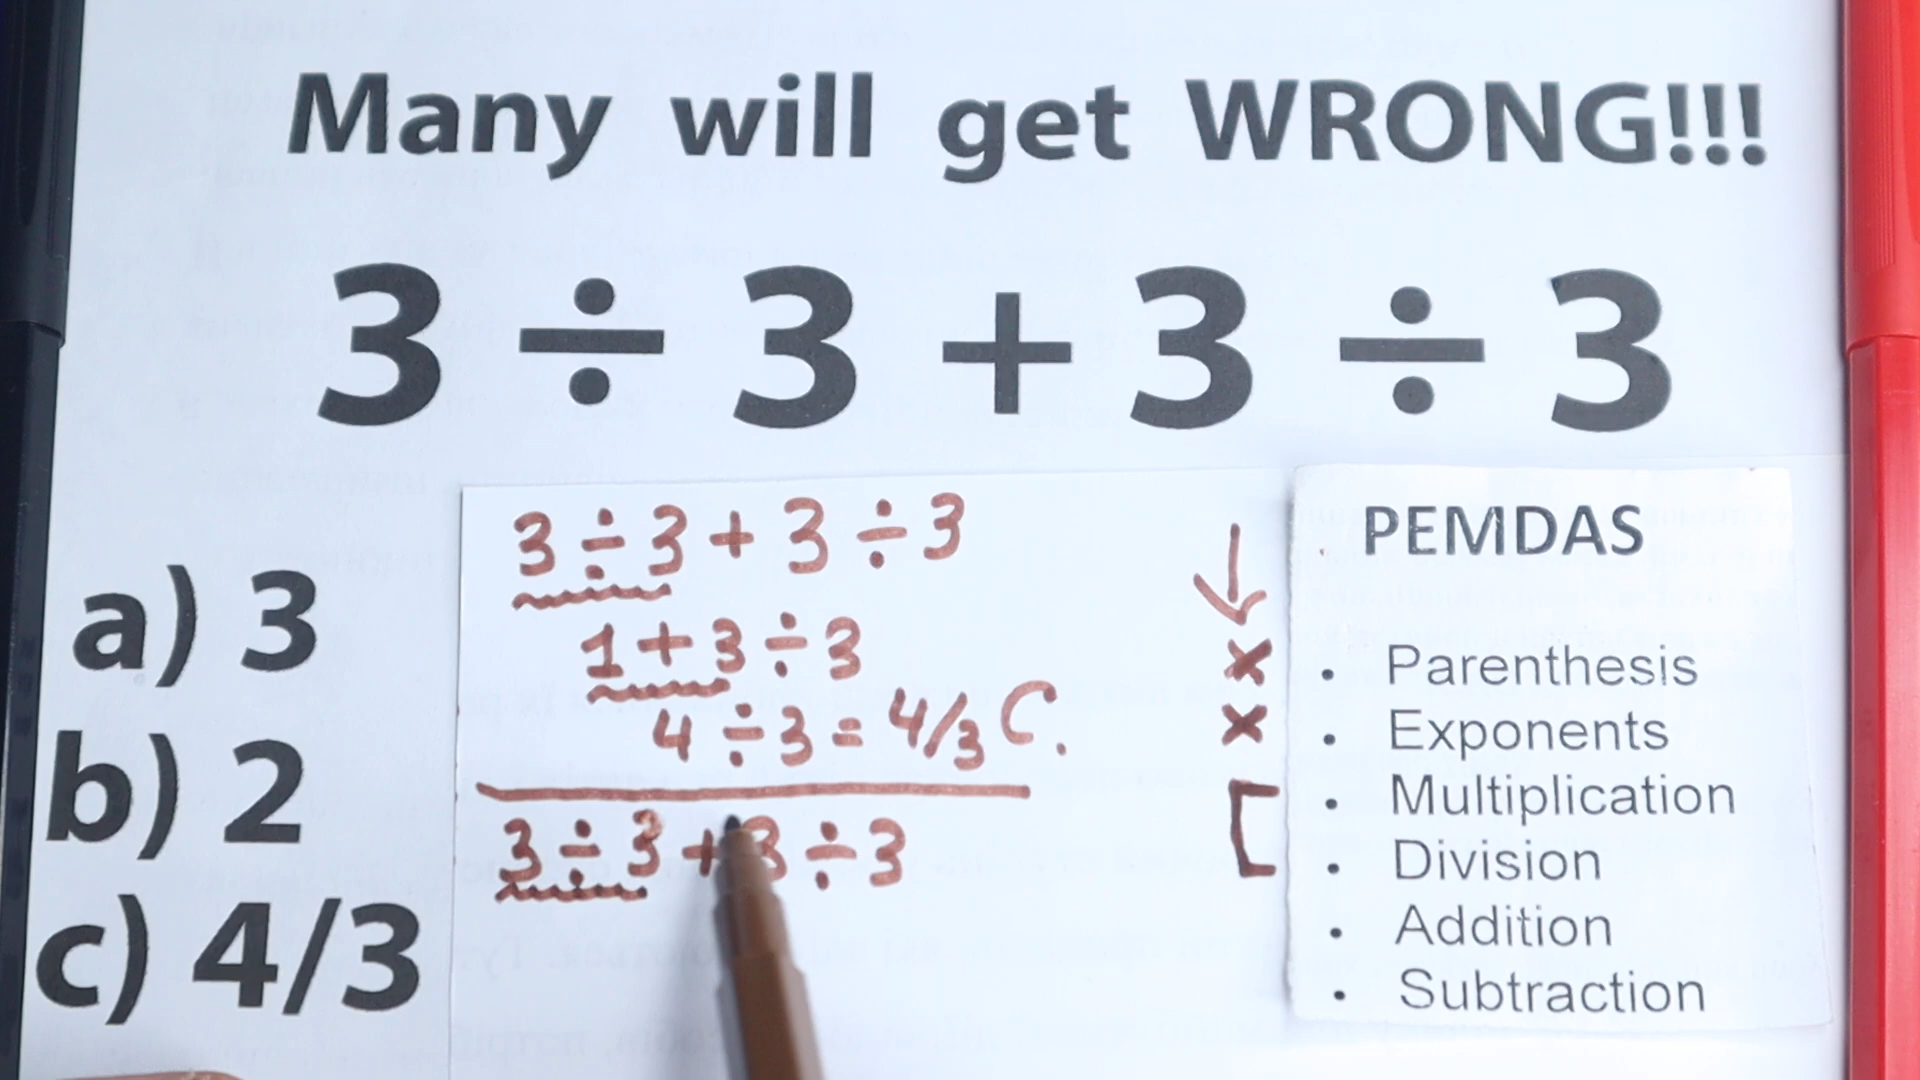 Many will get WRONG!!!
3 ÷ 3 + 3 ÷ 3
a) 3
b) 2
c) 4/3
3 ÷ 3 + 3 ÷ 3
1 + 3 ÷ 3
4 ÷ 3 = 4/3 C.
3 ÷ 3 + 3 ÷ 3
PEMDAS
× • Parenthesis
× • Exponents
• Multiplication
• Division
• Addition
• Subtraction